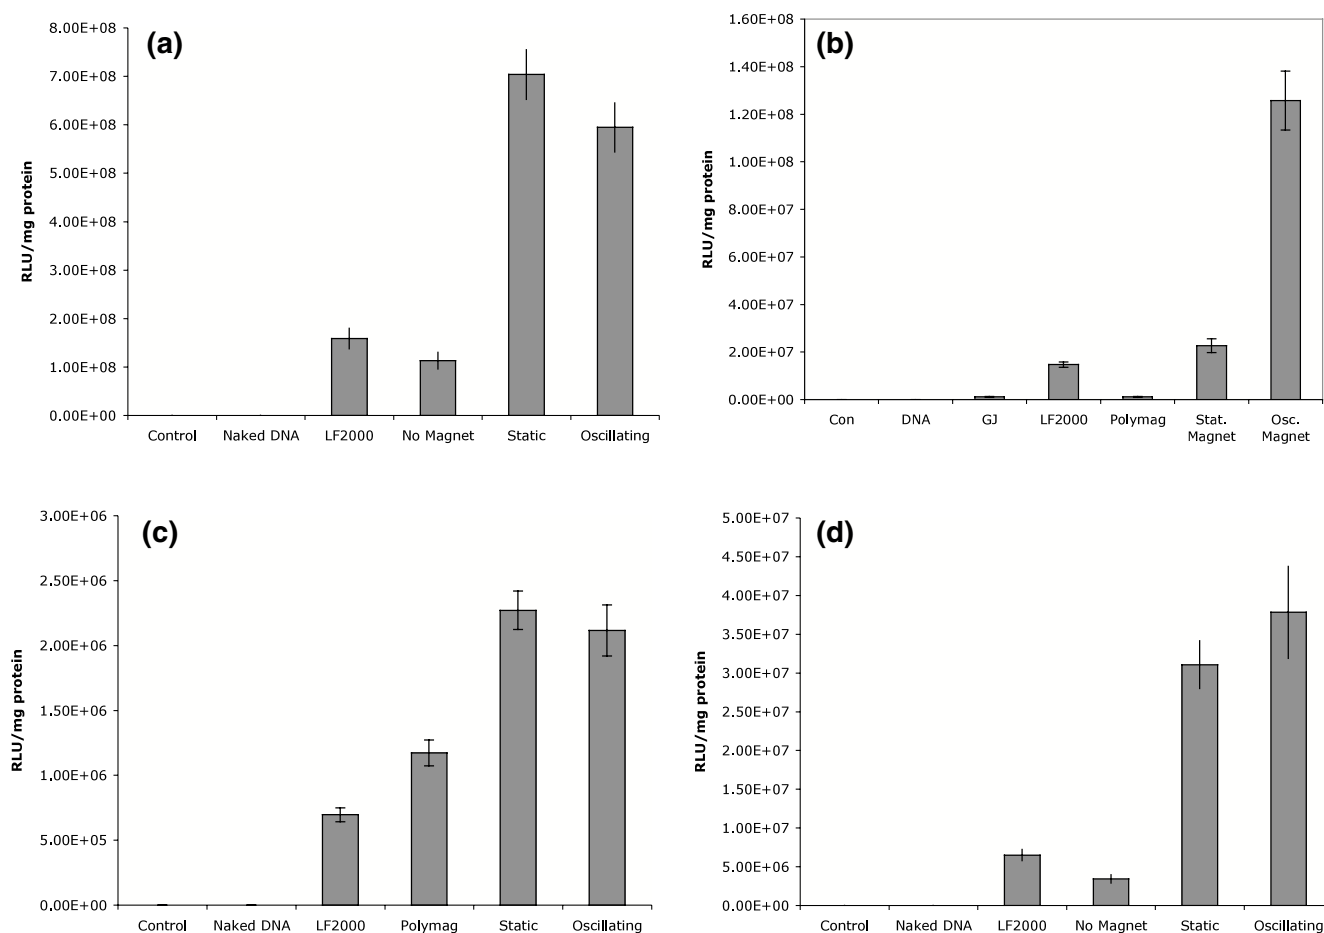 (a)
8.00E+08
7.00E+08
6.00E+08
5.00E+08
4.00E+08
3.00E+08
2.00E+08
1.00E+08
0.00E+00
RLU/mg protein
Control Naked DNA LF2000 No Magnet Static Oscillating
(b)
1.60E+08
1.40E+08
1.20E+08
1.00E+08
8.00E+07
6.00E+07
4.00E+07
2.00E+07
0.00E+00
RLU/mg protein
Con DNA GJ LF2000 Polymag Stat. Osc.
Magnet Magnet
(c)
3.00E+06
2.50E+06
2.00E+06
1.50E+06
1.00E+06
5.00E+05
0.00E+00
RLU/mg protein
Control Naked DNA LF2000 Polymag Static Oscillating
(d)
5.00E+07
4.50E+07
4.00E+07
3.50E+07
3.00E+07
2.50E+07
2.00E+07
1.50E+07
1.00E+07
5.00E+06
0.00E+00
RLU/mg protein
Control Naked DNA LF2000 No Magnet Static Oscillating